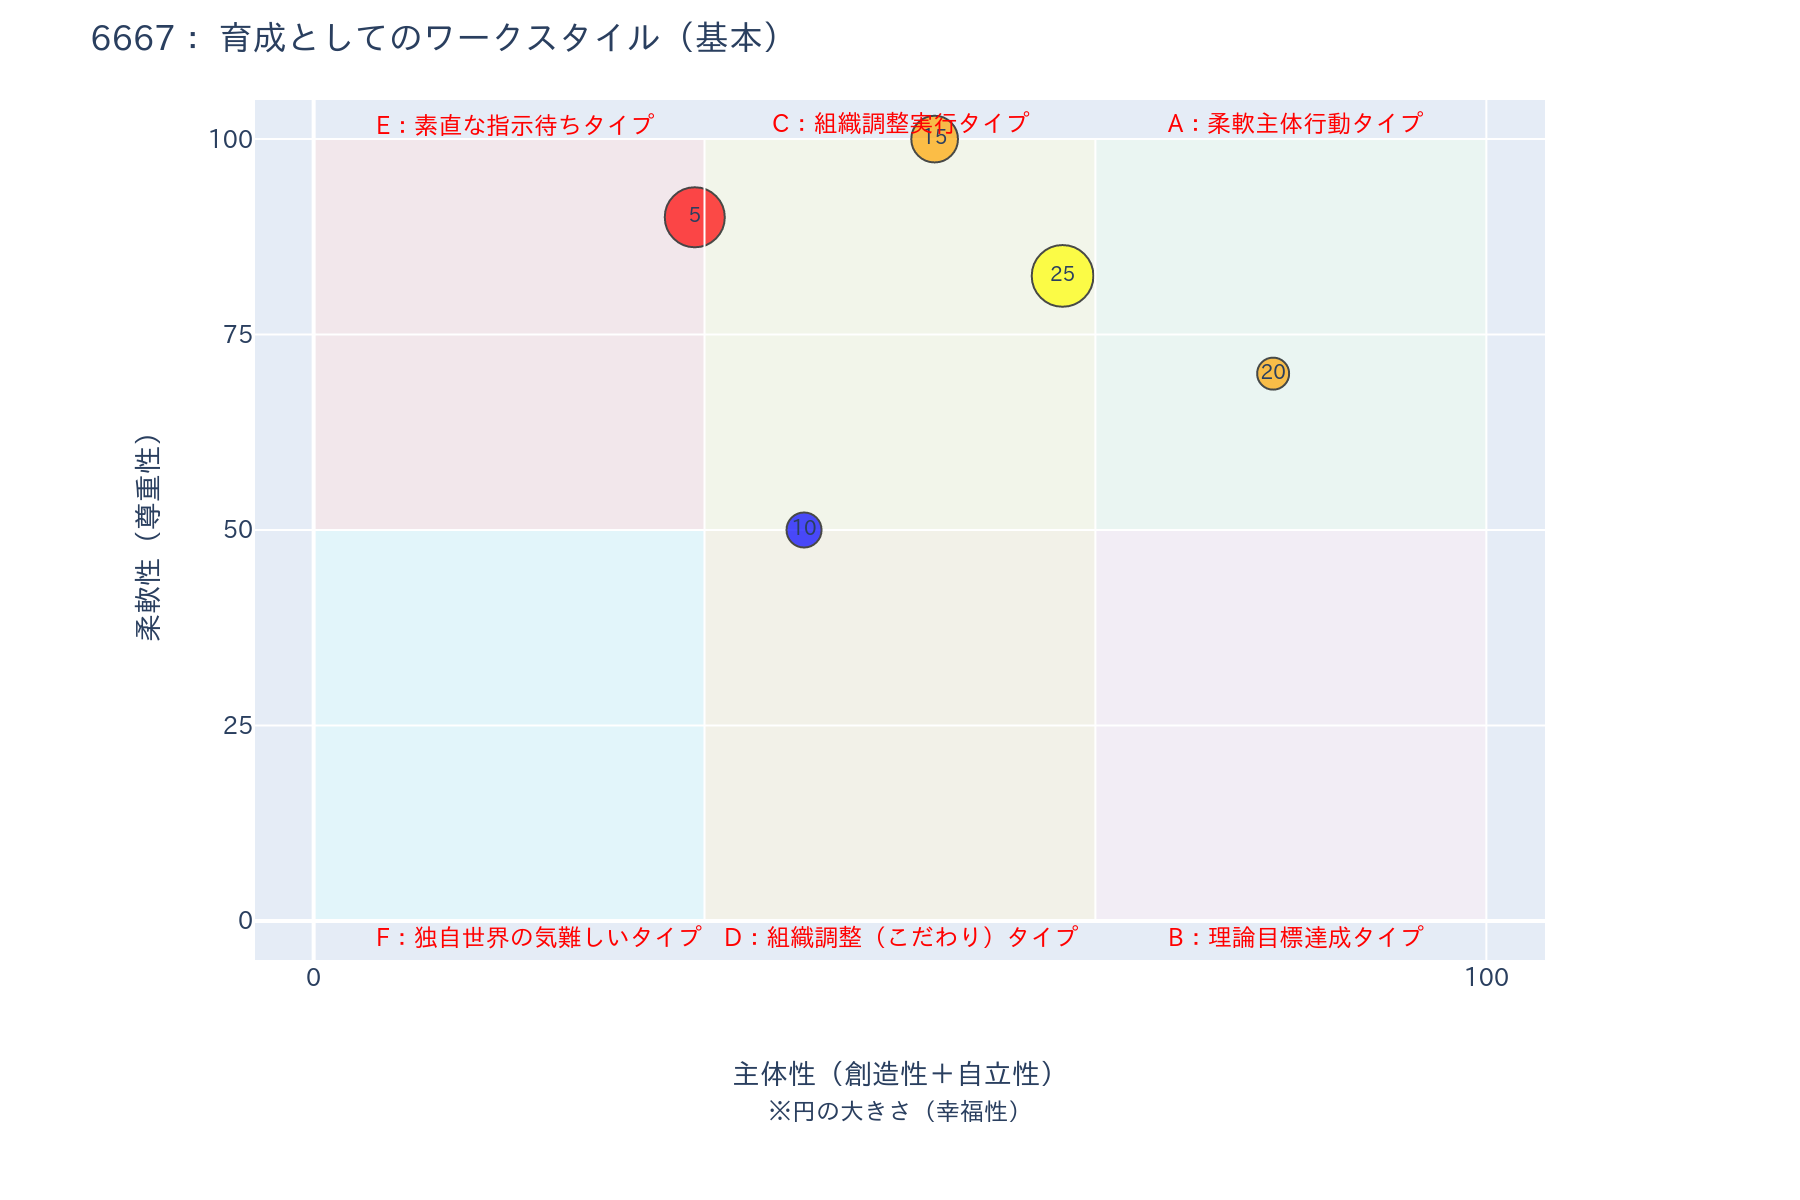 6667： 育成としてのワークスタイル（基本）
E：素直な指示待ちタイプ
C：組織調整実行タイプ
A：柔軟主体行動タイプ
100
15
5
25
75
20
柔軟性（尊重性）
50
10
25
0
F：独自世界の気難しいタイプ
D：組織調整（こだわり）タイプ
B：理論目標達成タイプ
0
100
主体性（創造性＋自立性）
※円の大きさ（幸福性）